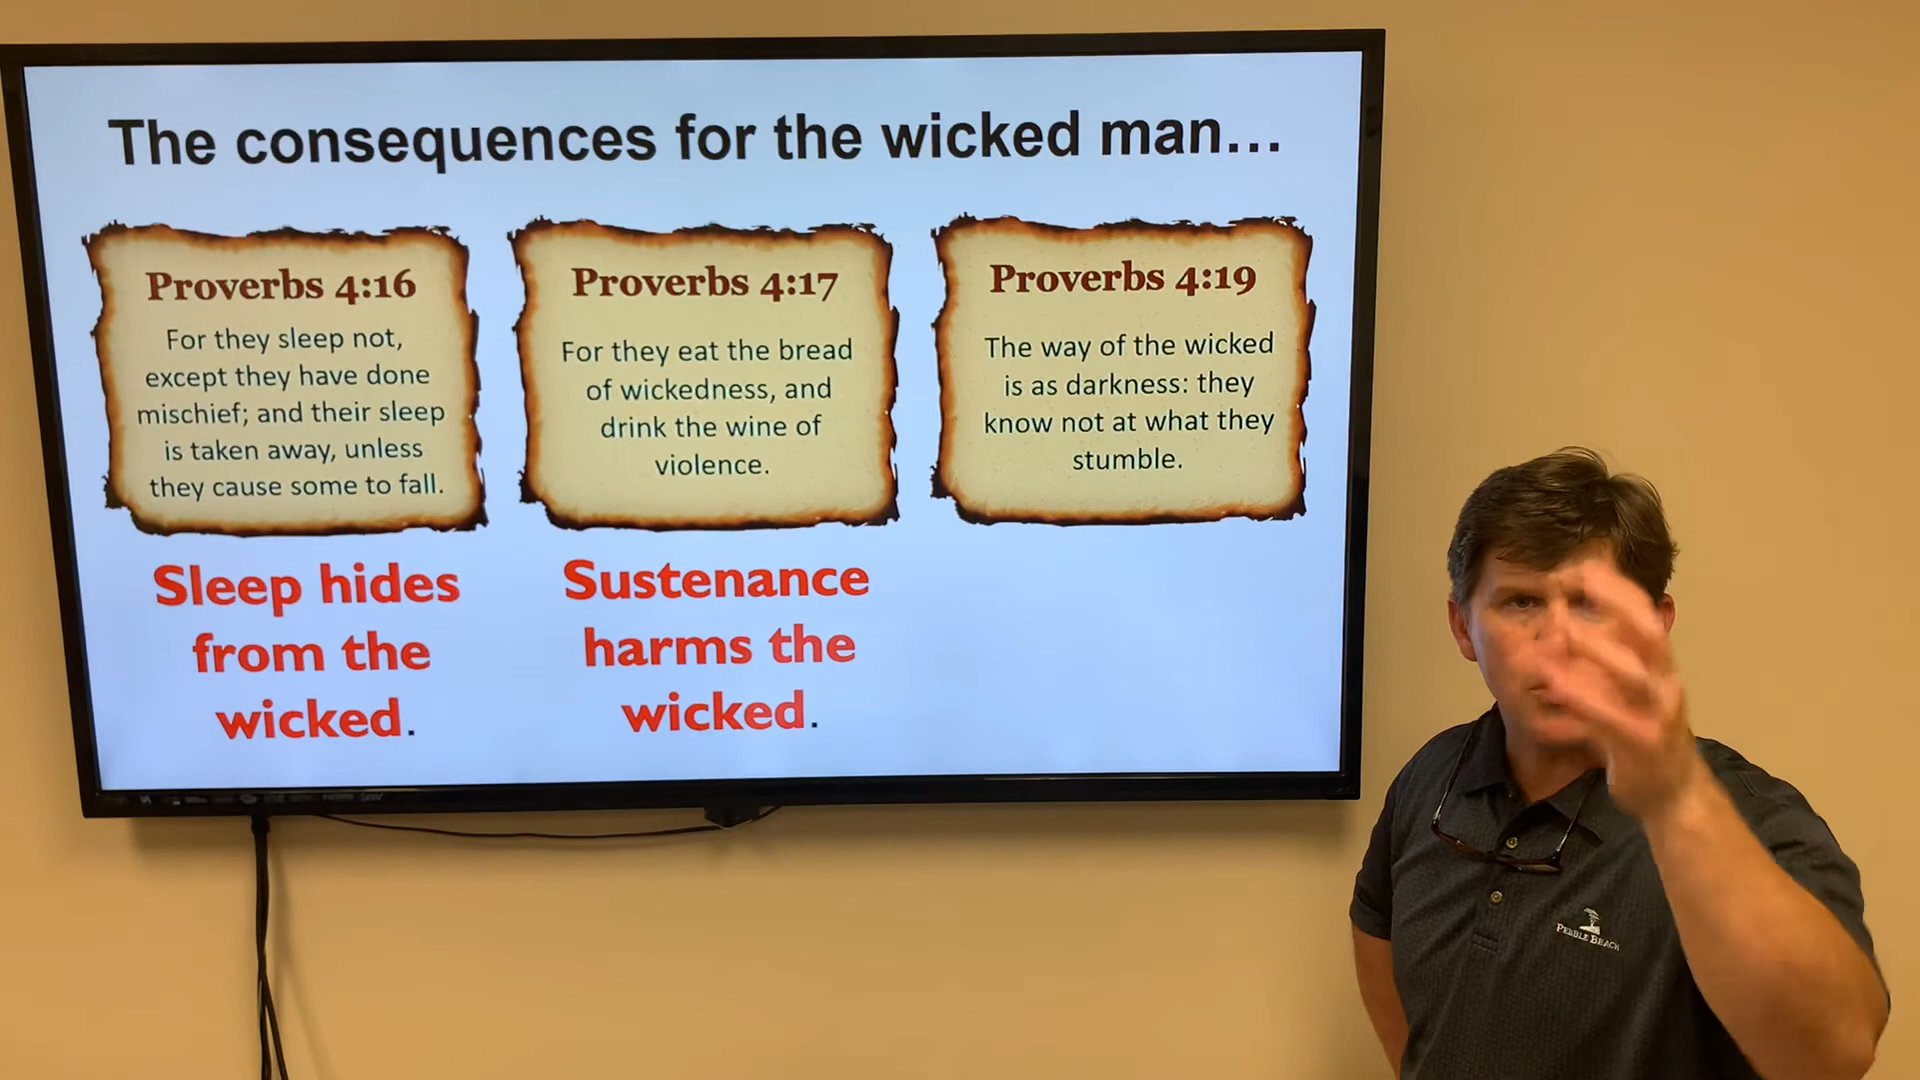 The consequences for the wicked man...
Proverbs 4:16
For they sleep not,
except they have done
mischief; and their sleep
is taken away, unless
they cause some to fall.
Sleep hides
from the
wicked.
Proverbs 4:17
For they eat the bread
of wickedness, and
drink the wine of
violence.
Sustenance
harms the
wicked.
Proverbs 4:19
The way of the wicked
is as darkness: they
know not at what they
stumble.
PEBBLE BEACH